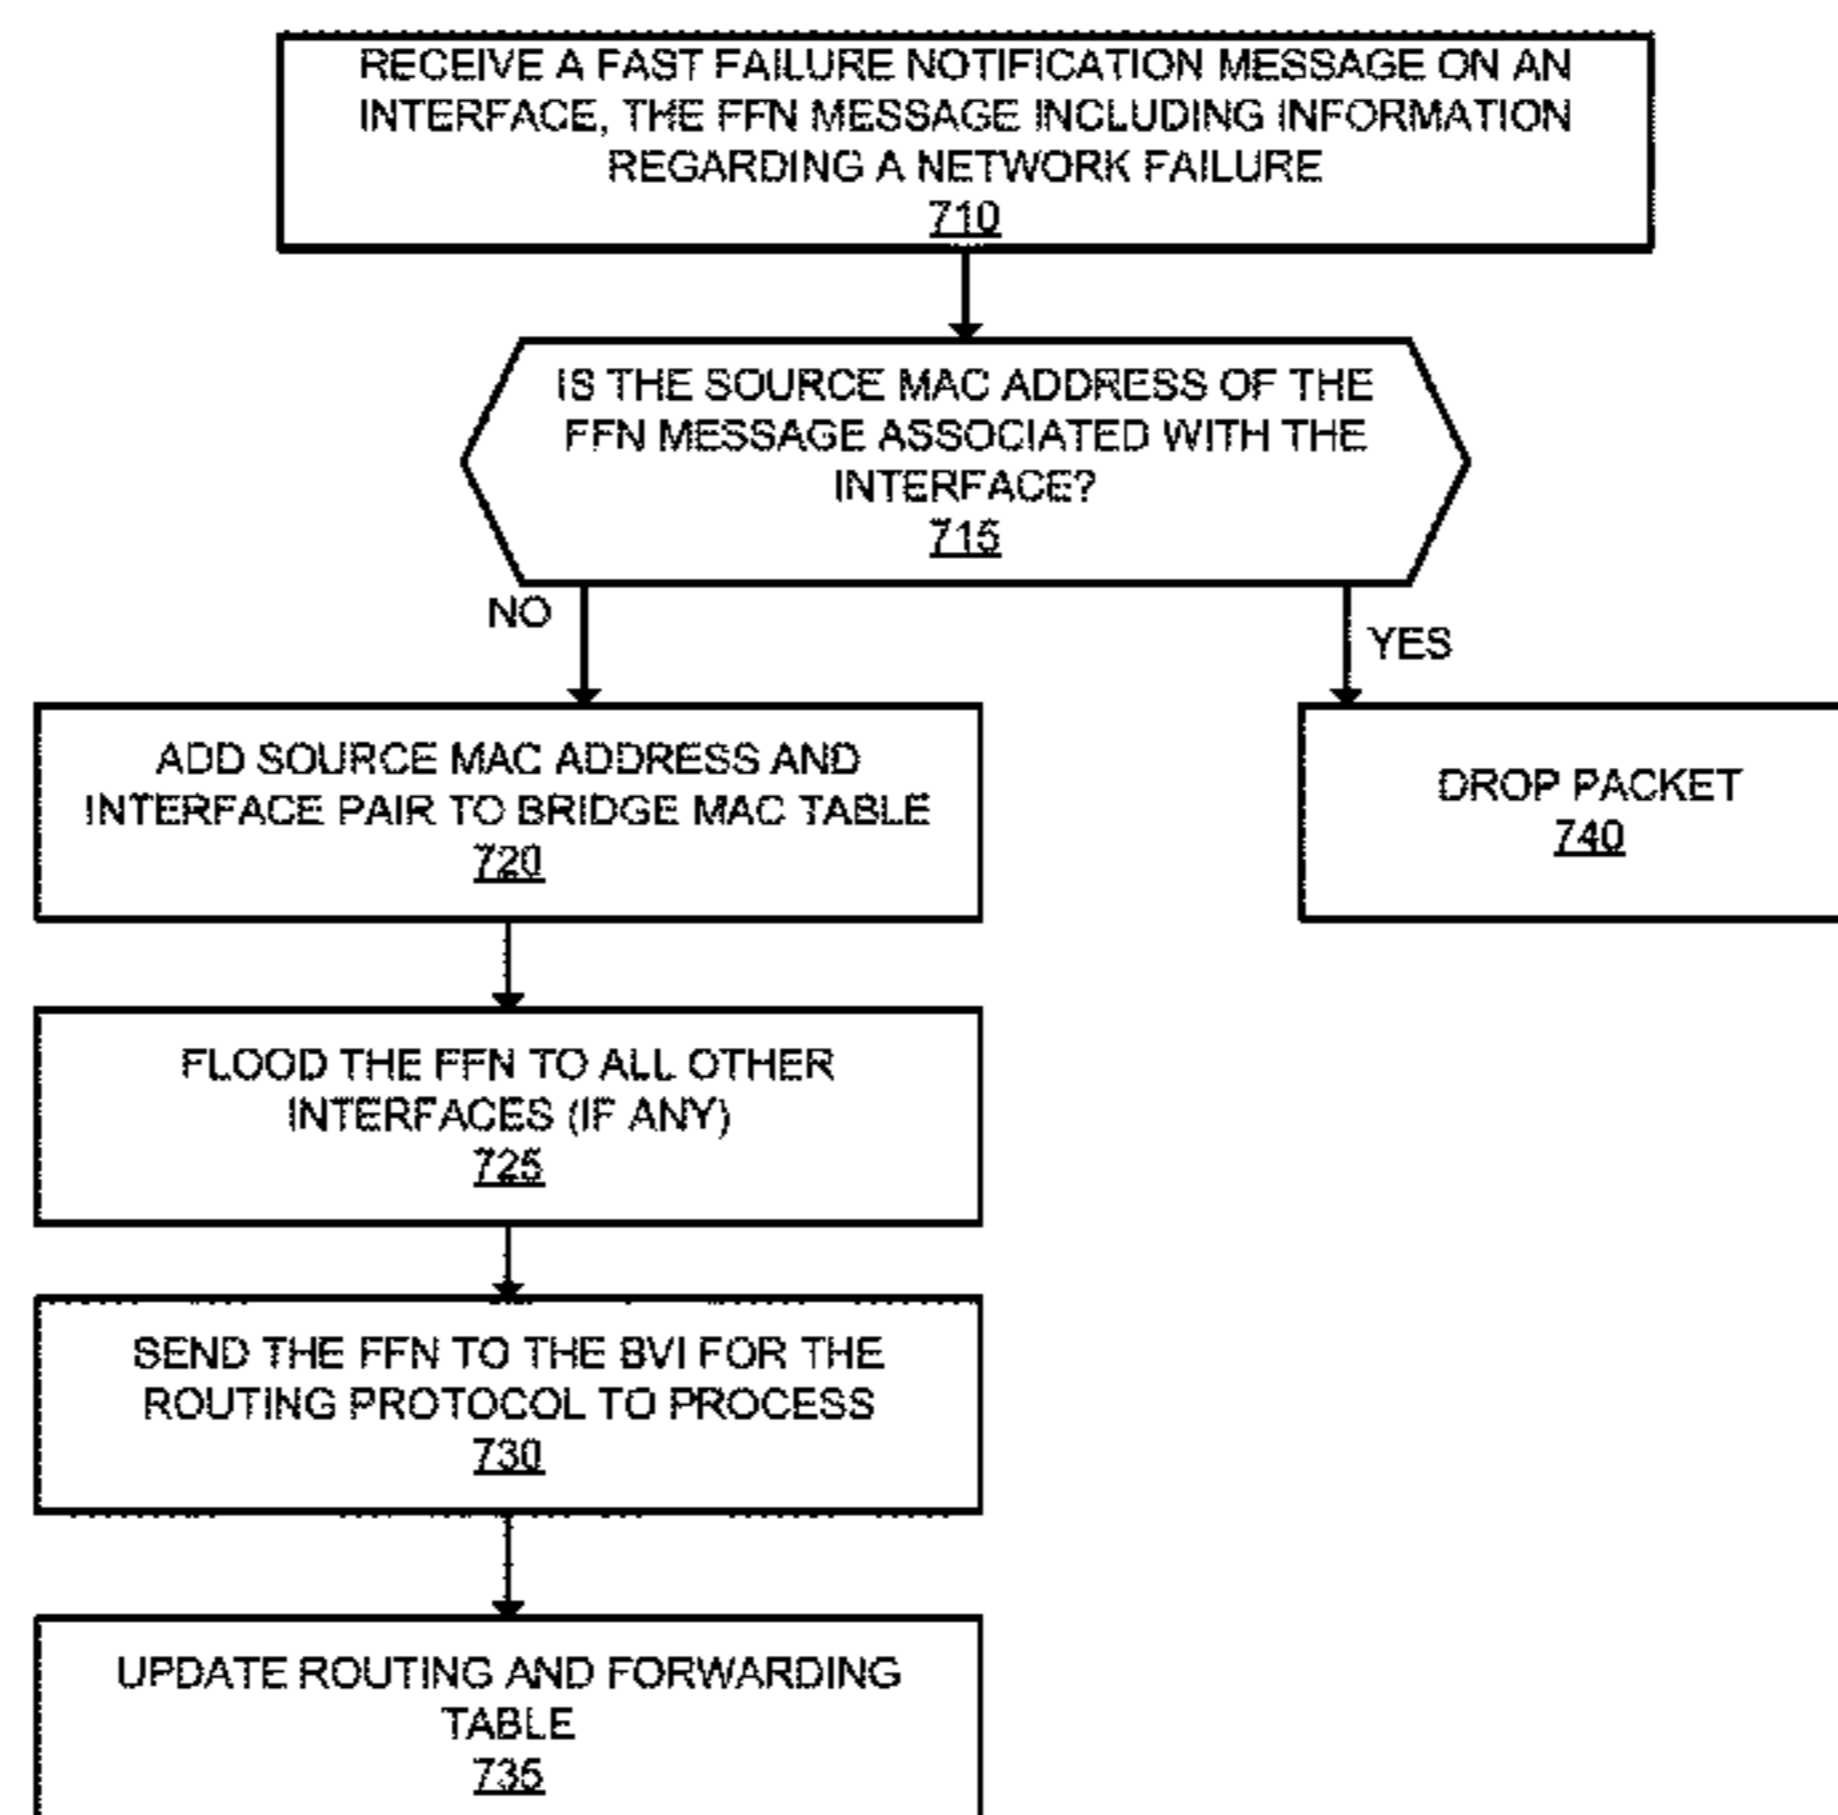 RECEIVE A FAST FAILURE NOTIFICATION MESSAGE ON AN
INTERFACE, THE FFN MESSAGE INCLUDING INFORMATION
REGARDING A NETWORK FAILURE
710
IS THE SOURCE MAC ADDRESS OF THE
FFN MESSAGE ASSOCIATED WITH THE
INTERFACE?
715
NO
YES
ADD SOURCE MAC ADDRESS AND
INTERFACE PAIR TO BRIDGE MAC TABLE
720
DROP PACKET
740
FLOOD THE FFN TO ALL OTHER
INTERFACES (IF ANY)
725
SEND THE FFN TO THE BVI FOR THE
ROUTING PROTOCOL TO PROCESS
730
UPDATE ROUTING AND FORWARDING
TABLE
735